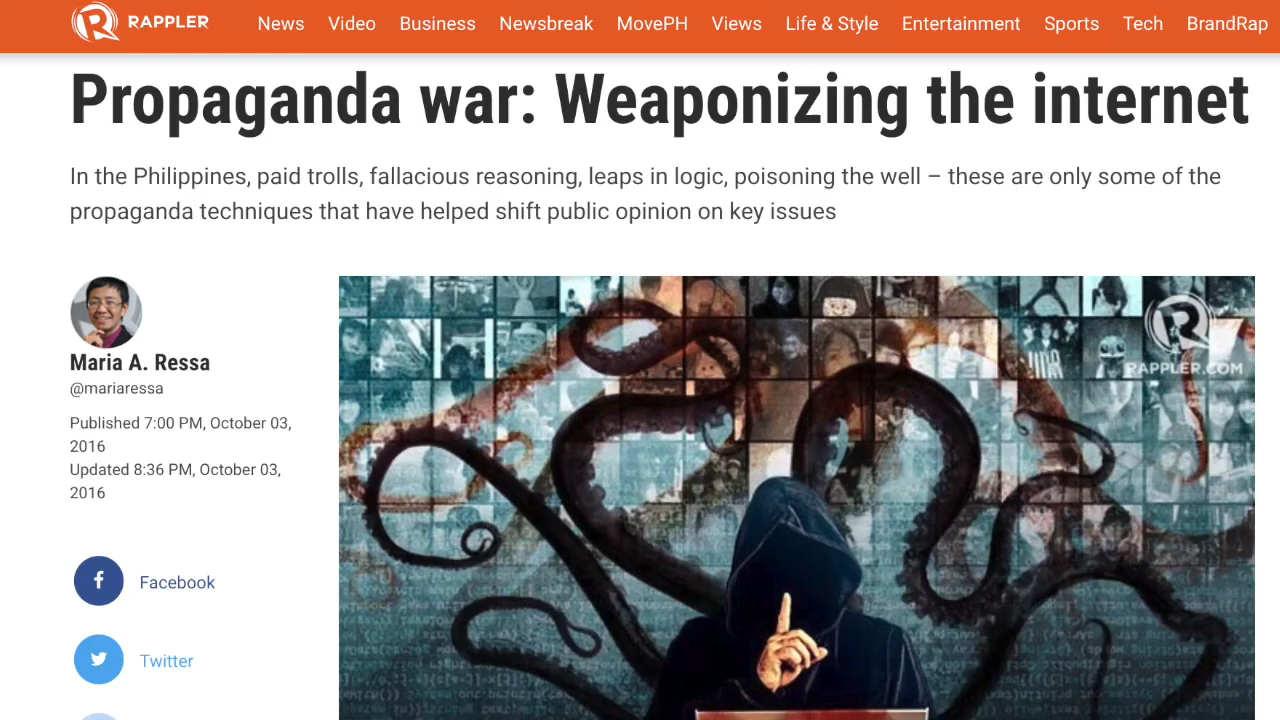 RAPPLER
News Video Business Newsbreak MovePH Views Life & Style Entertainment Sports Tech BrandRap
Propaganda war: Weaponizing the internet
In the Philippines, paid trolls, fallacious reasoning, leaps in logic, poisoning the well – these are only some of the
propaganda techniques that have helped shift public opinion on key issues
Maria A. Ressa
@mariaressa
Published 7:00 PM, October 03,
2016
Updated 8:36 PM, October 03,
2016
Facebook
Twitter
RAPPLER.COM